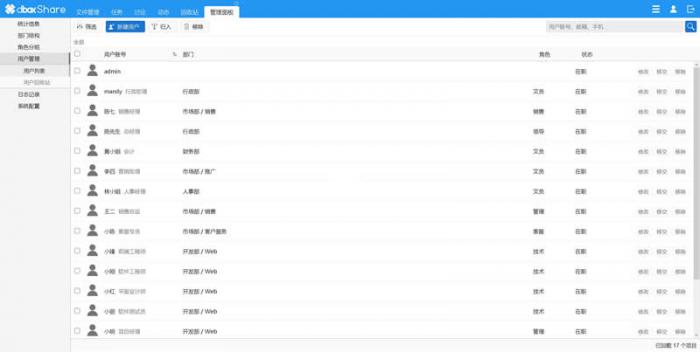 dboxShare 文件管理 任务 讨论 动态 回收站 管理面板
统计信息
部门结构
角色分组
用户管理
用户列表
用户回收站
日志记录
系统配置
筛选 新建用户 归入 移除 用户账号、邮箱、手机
全部
用户账号 部门 角色 状态
admin 在职 修改 移交 移除
mandy 行政助理 行政部 文员 在职 修改 移交 移除
陈七 销售经理 市场部 / 销售 销售 在职 修改 移交 移除
陈先生 总经理 行政部 领导 在职 修改 移交 移除
黄小姐 会计 财务部 文员 在职 修改 移交 移除
李四 营销助理 市场部 / 推广 文员 在职 修改 移交 移除
林小姐 人事经理 人事部 文员 在职 修改 移交 移除
王二 销售总监 市场部 / 销售 管理 在职 修改 移交 移除
小杨 客服专员 市场部 / 客户服务 客服 在职 修改 移交 移除
小锋 前端工程师 开发部 / Web 技术 在职 修改 移交 移除
小刚 软件工程师 开发部 / Web 技术 在职 修改 移交 移除
小红 平面设计师 开发部 / Web 技术 在职 修改 移交 移除
小丽 软件测试员 开发部 / Web 技术 在职 修改 移交 移除
小明 项目经理 开发部 / Web 管理 在职 修改 移交 移除
已加载 17 个项目